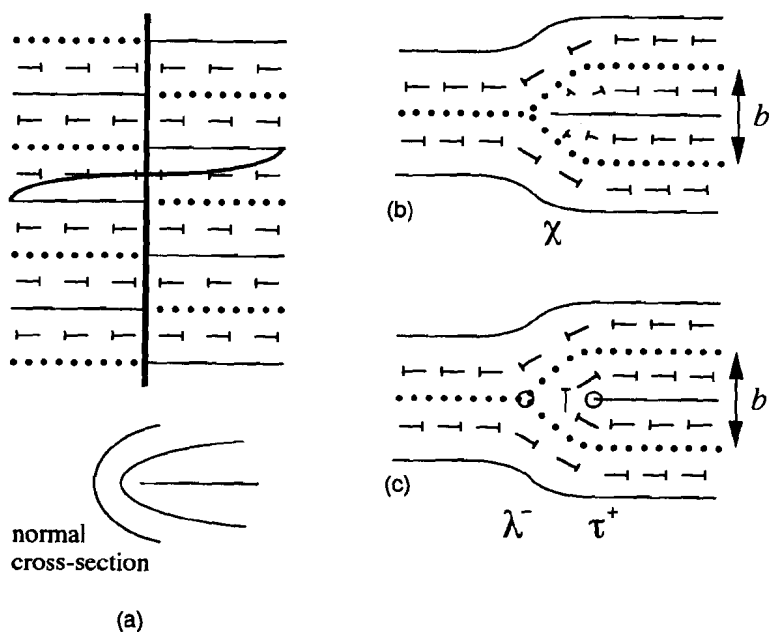 normal
cross-section
(a)
(b)
b
χ
(c)
b
λ⁻
τ⁺